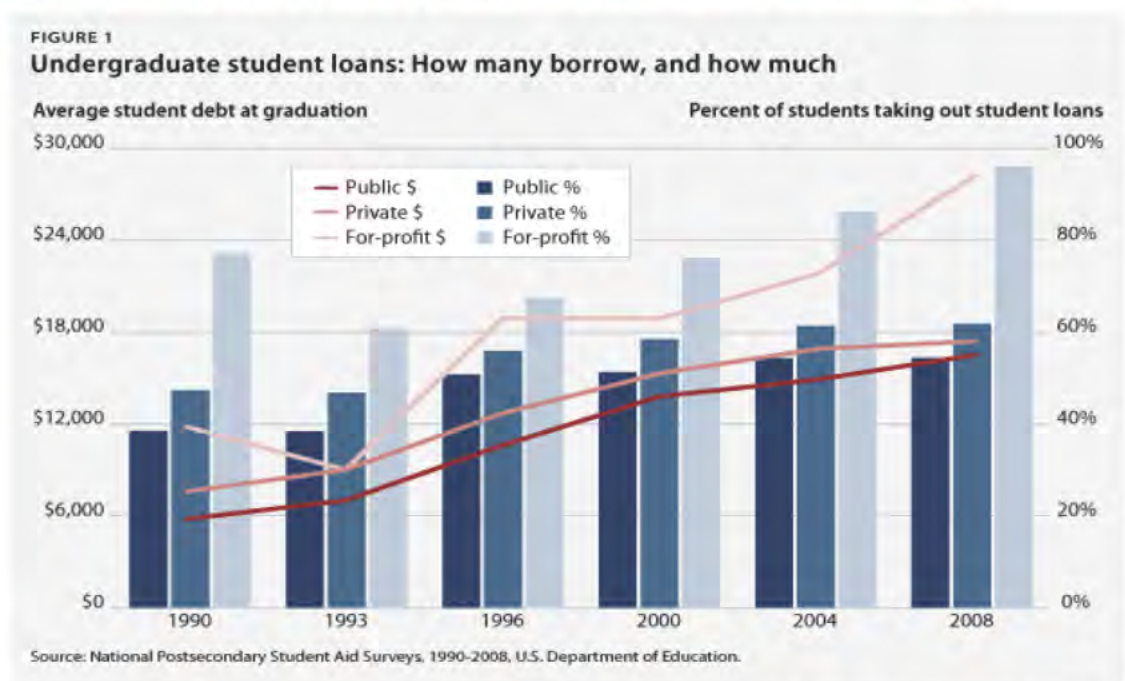 FIGURE 1
Undergraduate student loans: How many borrow, and how much
Average student debt at graduation
Percent of students taking out student loans
$30,000
100%
Public $
Public %
Private $
Private %
For-profit $
For-profit %
$24,000
80%
$18,000
60%
$12,000
40%
$6,000
20%
$0
0%
1990
1993
1996
2000
2004
2008
Source: National Postsecondary Student Aid Surveys, 1990-2008, U.S. Department of Education.